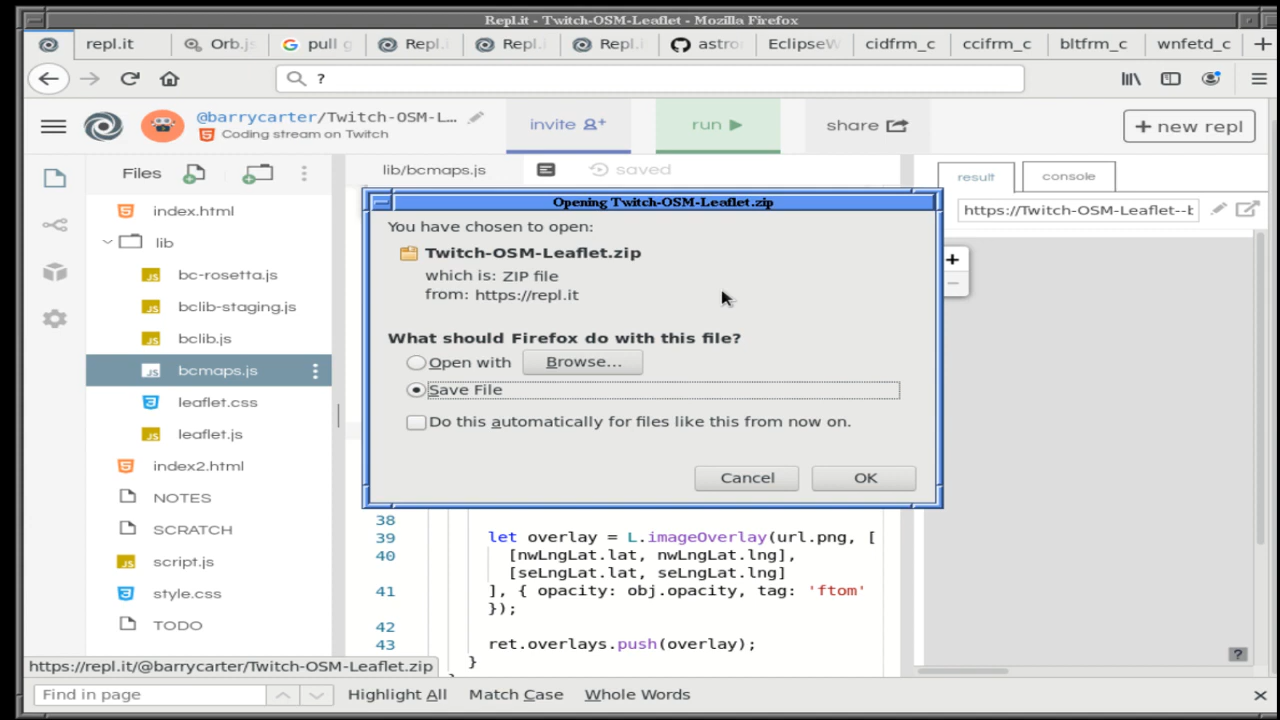 Repl.it - Twitch-OSM-Leaflet - Mozilla Firefox
repl.it
Orb.js
pull g
Repl.i
Repl.i
Repl.i
astro
EclipseW
cidfrm_c
ccifrm_c
bltfrm_c
wnfetd_c
?
@barrycarter/Twitch-OSM-L...
Coding stream on Twitch
invite
run
share
+ new repl
Files
lib/bcmaps.js
saved
result
console
https://Twitch-OSM-Leaflet--b
index.html
lib
bc-rosetta.js
bclib-staging.js
bclib.js
bcmaps.js
leaflet.css
leaflet.js
index2.html
NOTES
SCRATCH
script.js
style.css
TODO
Opening Twitch-OSM-Leaflet.zip
You have chosen to open:
Twitch-OSM-Leaflet.zip
which is: ZIP file
from: https://repl.it
What should Firefox do with this file?
Open with
Browse...
Save File
Do this automatically for files like this from now on.
Cancel
OK
+
−
38
39 let overlay = L.imageOverlay(url.png, [
40 [nwLngLat.lat, nwLngLat.lng],
[seLngLat.lat, seLngLat.lng]
41 ], { opacity: obj.opacity, tag: 'ftom'
});
42
43 ret.overlays.push(overlay);
}
?
https://repl.it/@barrycarter/Twitch-OSM-Leaflet.zip
Find in page
Highlight All
Match Case
Whole Words